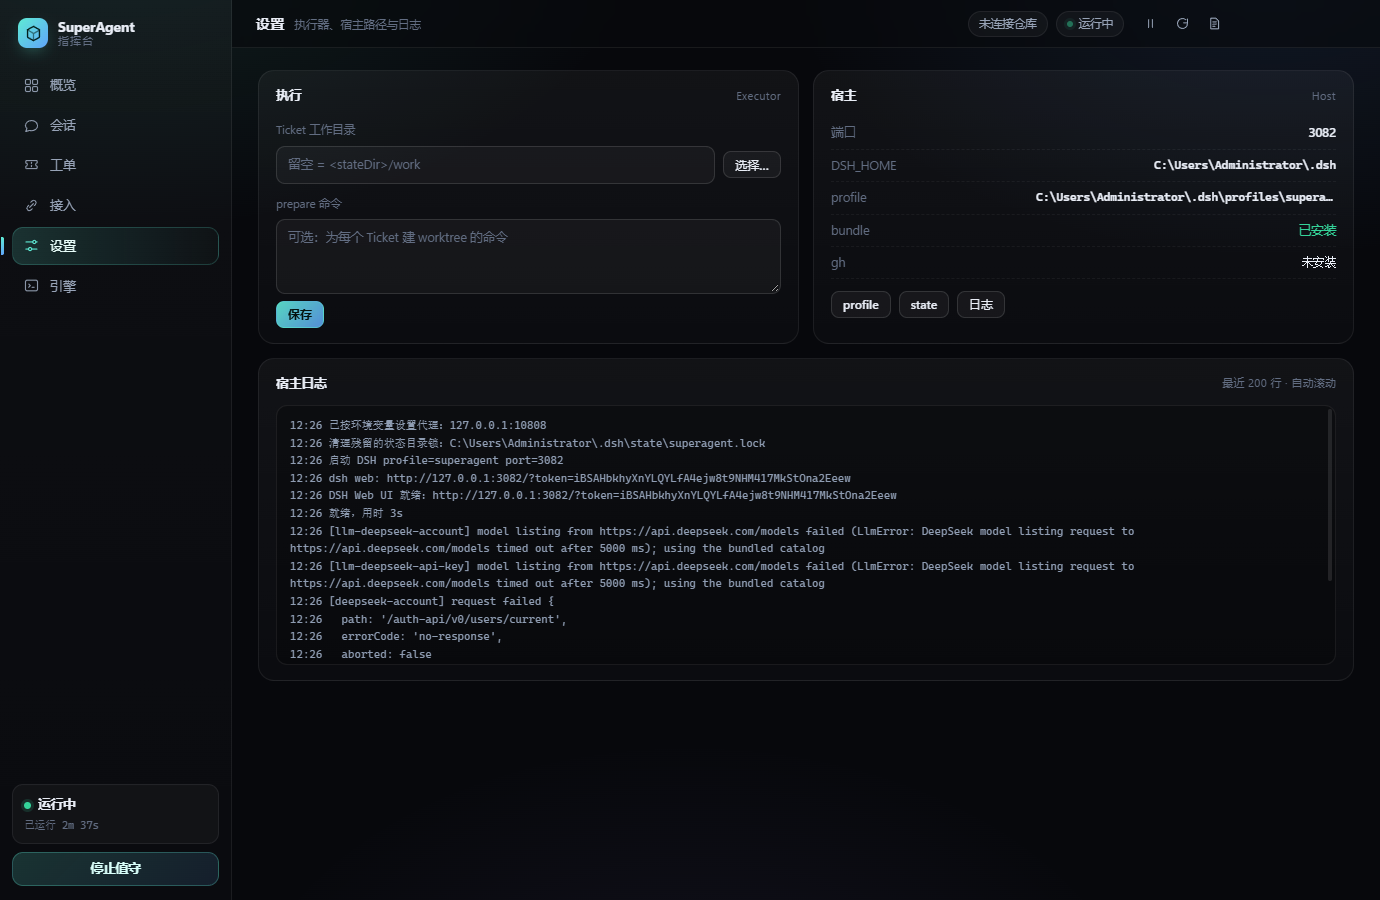 SuperAgent
指挥台
概览
会话
工单
接入
设置
引擎
运行中
已运行 2m 37s
停止值守
设置 执行器、宿主路径与日志
未连接仓库
运行中
执行
Executor
Ticket 工作目录
留空 = <stateDir>/work
选择...
prepare 命令
可选：为每个 Ticket 建 worktree 的命令
保存
宿主
Host
端口 3082
DSH_HOME C:\Users\Administrator\.dsh
profile C:\Users\Administrator\.dsh\profiles\supera…
bundle 已安装
gh 未安装
profile
state
日志
宿主日志
最近 200 行 · 自动滚动
12:26 已按环境变量设置代理：127.0.0.1:10808
12:26 清理残留的状态目录锁：C:\Users\Administrator\.dsh\state\superagent.lock
12:26 启动 DSH profile=superagent port=3082
12:26 dsh web: http://127.0.0.1:3082/?token=iBSAHbkhyXnYLQYLfA4ejw8t9NHM417MkStOna2Eeew
12:26 DSH Web UI 就绪：http://127.0.0.1:3082/?token=iBSAHbkhyXnYLQYLfA4ejw8t9NHM417MkStOna2Eeew
12:26 就绪，用时 3s
12:26 [llm-deepseek-account] model listing from https://api.deepseek.com/models failed (LlmError: DeepSeek model listing request to
https://api.deepseek.com/models timed out after 5000 ms); using the bundled catalog
12:26 [llm-deepseek-api-key] model listing from https://api.deepseek.com/models failed (LlmError: DeepSeek model listing request to
https://api.deepseek.com/models timed out after 5000 ms); using the bundled catalog
12:26 [deepseek-account] request failed {
12:26 path: '/auth-api/v0/users/current',
12:26 errorCode: 'no-response',
12:26 aborted: false